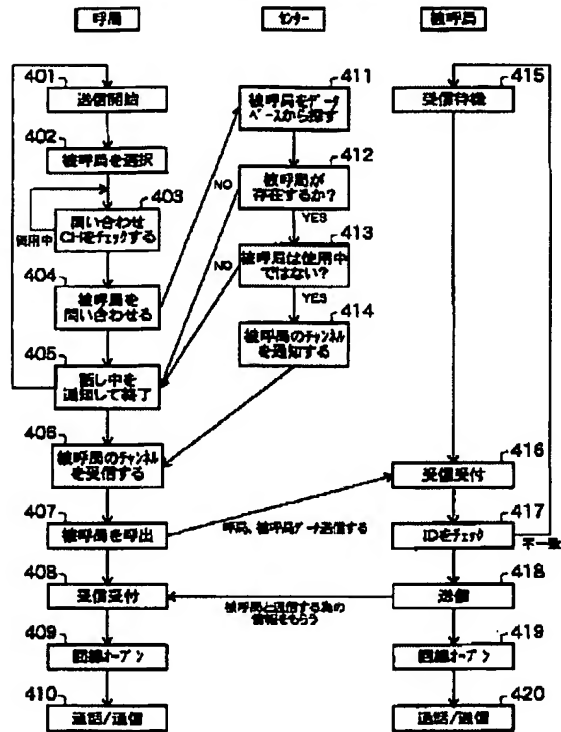 呼局
401
送信開始
402
被呼局を選択
403
問い合わせ
CHをチェックする
使用中
404
被呼局を
問い合わせる
405
話し中を
通知して終了
406
被呼局のチャンネル
を受信する
407
被呼局を呼出
408
受信受付
409
回線オープン
410
通話/通信
センター
411
被呼局をデータ
ベースから探す
412
被呼局が
存在するか?
NO
YES
413
被呼局は使用中
ではない?
NO
YES
414
被呼局のチャンネル
を通知する
呼局、被呼局データ送信する
被呼局と通信する為の
情報をもらう
被呼局
415
受信待機
416
受信受付
417
IDをチェック
不一致
418
送信
419
回線オープン
420
通話/通信